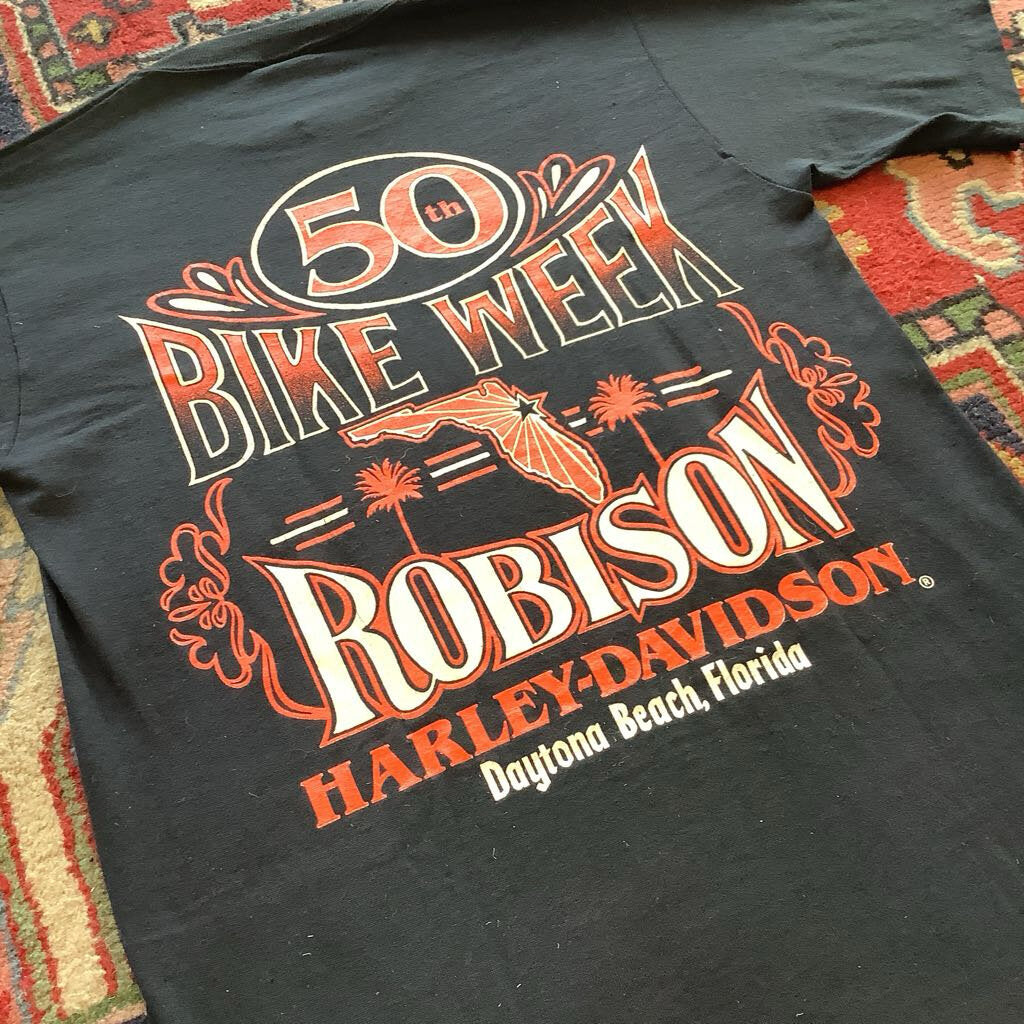 50th
BIKE WEEK
ROBISON
HARLEY-DAVIDSON®
Daytona Beach, Florida